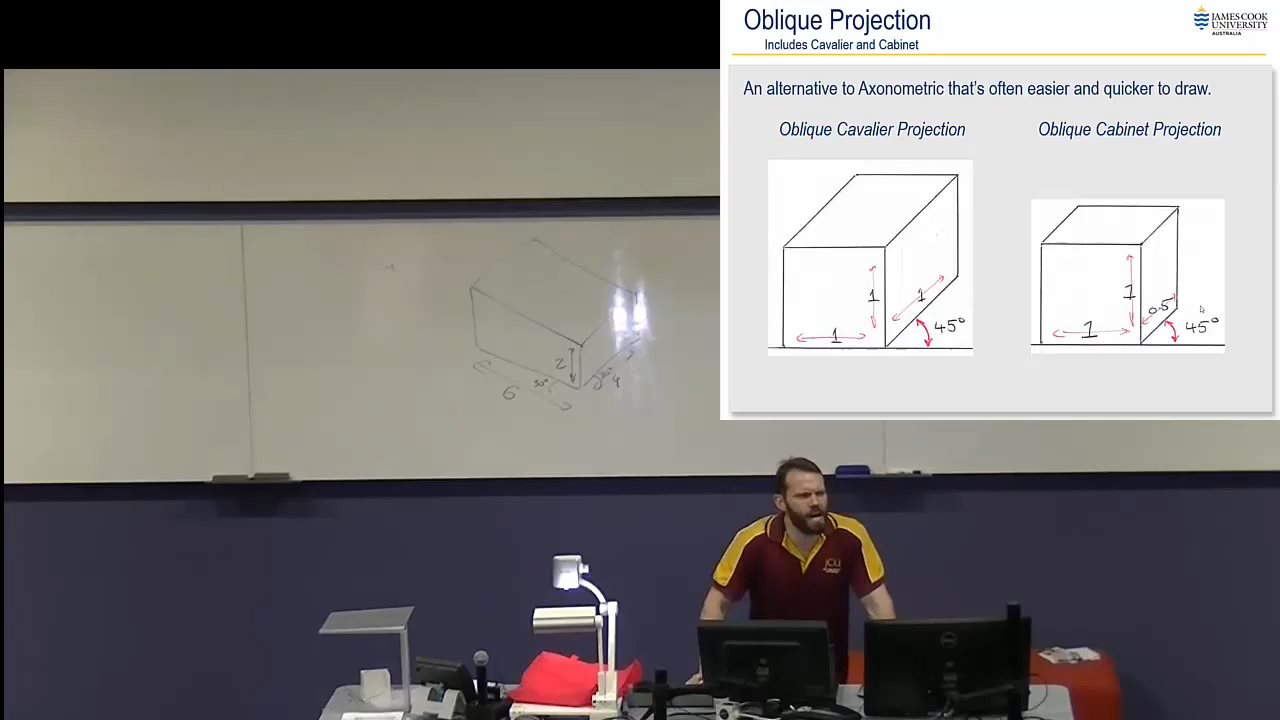 Oblique Projection
Includes Cavalier and Cabinet
JAMES COOK
UNIVERSITY
AUSTRALIA
An alternative to Axonometric that's often easier and quicker to draw.
Oblique Cavalier Projection
Oblique Cabinet Projection
1
1
1
45°
1
1
0.5
45°
2
6
30°
4
JCU